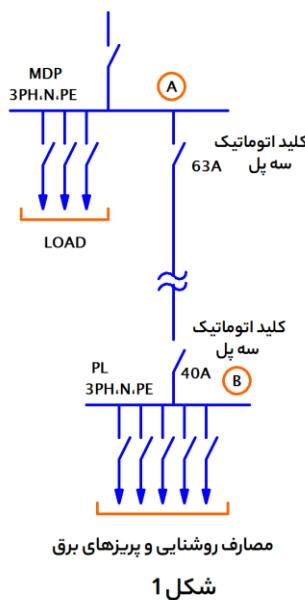 MDP
3PH،N،PE
A
کلید اتوماتیک
سه پل
63A
LOAD
کلید اتوماتیک
سه پل
PL
3PH،N،PE
40A
B
مصارف روشنایی و پریزهای برق
شکل 1